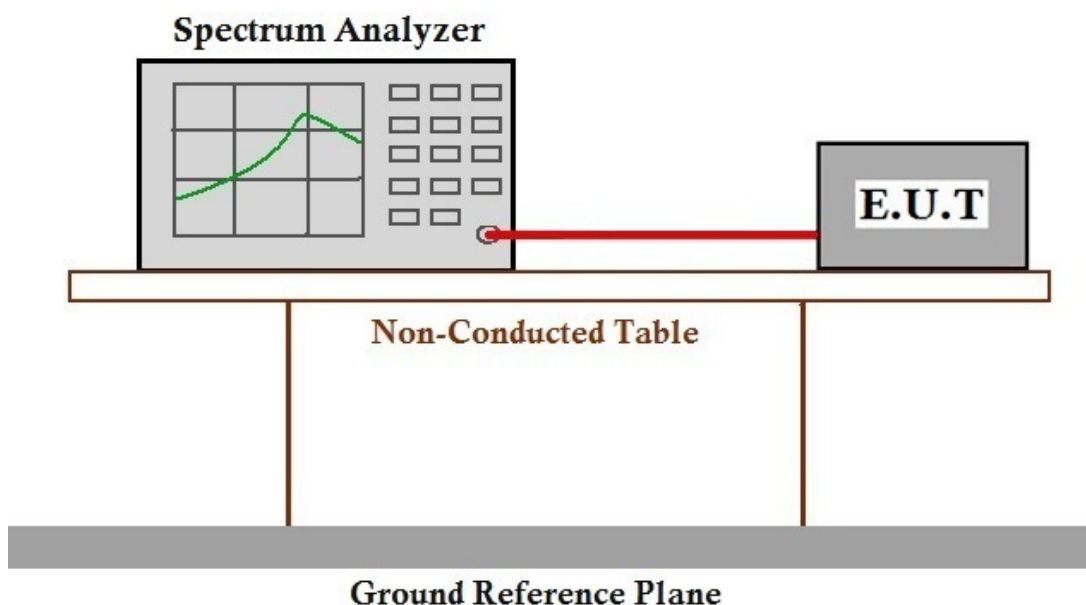 Spectrum Analyzer
E.U.T
Non-Conducted Table
Ground Reference Plane